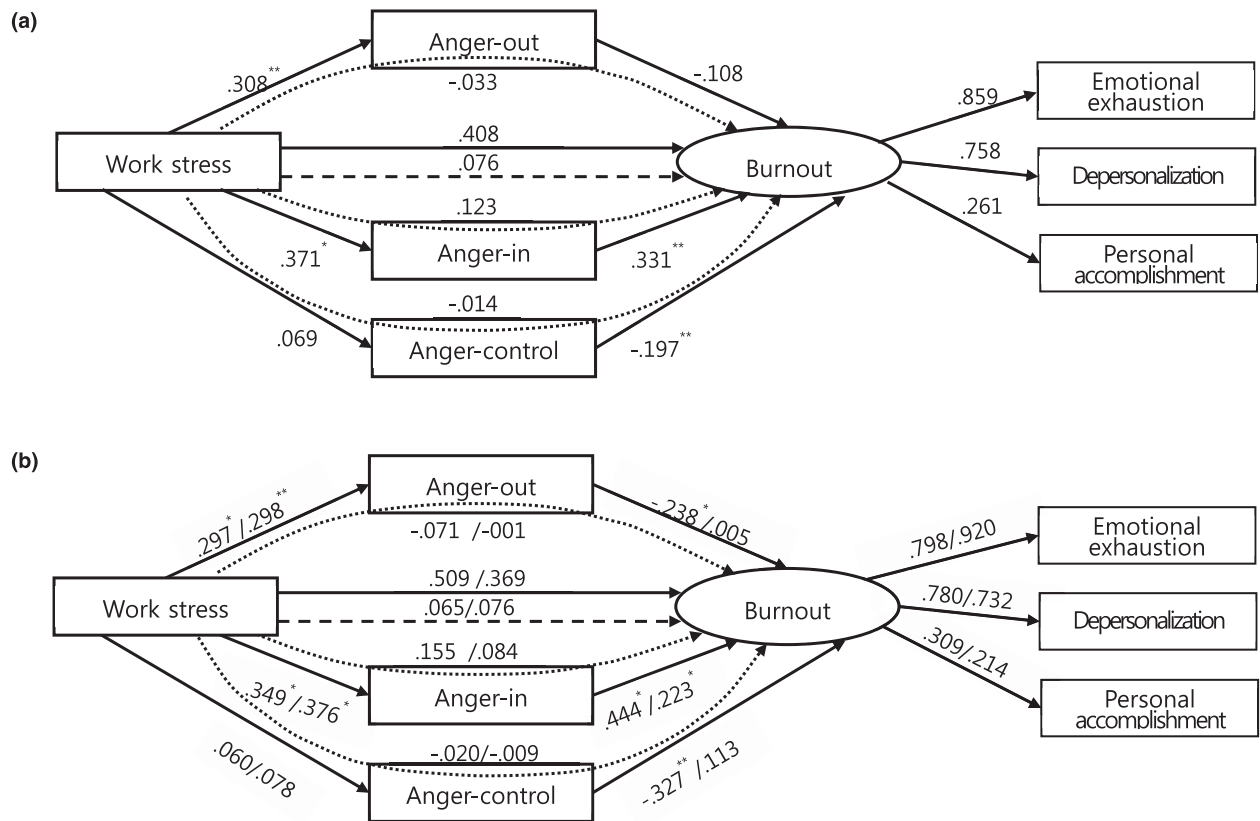 (a)
Anger-out
.308**
-.033
-.108
.859
Emotional
exhaustion
Work stress
.408
.076
Burnout
.758
Depersonalization
.123
.261
.371*
Anger-in
.331**
Personal
accomplishment
-.014
.069
Anger-control
-.197**
(b)
Anger-out
.297*/.298**
-.071 /-001
-.238*/.005
.798/.920
Emotional
exhaustion
Work stress
.509 /.369
.065/.076
Burnout
.780/.732
Depersonalization
.155 /.084
.309/.214
.349*/.376*
Anger-in
.444*/.223*
Personal
accomplishment
-.020/-.009
.060/.078
Anger-control
-.327** /.113